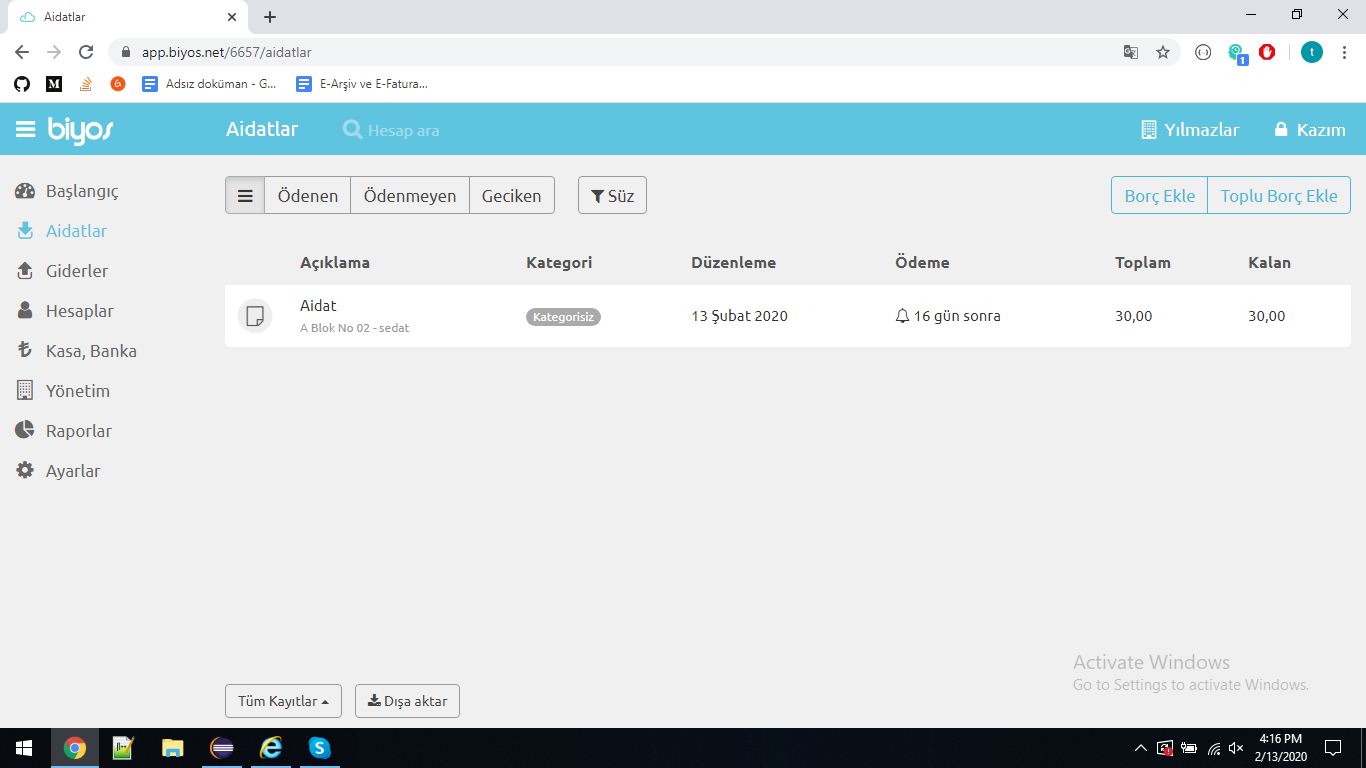 Aidatlar
app.biyos.net/6657/aidatlar
t
1
Adsız doküman - G...
E-Arşiv ve E-Fatura...
biyos
Aidatlar
Hesap ara
Yılmazlar
Kazım
Başlangıç
Aidatlar
Giderler
Hesaplar
Kasa, Banka
Yönetim
Raporlar
Ayarlar
Ödenen
Ödenmeyen
Geciken
Süz
Borç Ekle
Toplu Borç Ekle
Açıklama Kategori Düzenleme Ödeme Toplam Kalan
Aidat
A Blok No 02 - sedat
Kategorisiz
13 Şubat 2020
16 gün sonra
30,00
30,00
Tüm Kayıtlar
Dışa aktar
Activate Windows
Go to Settings to activate Windows.
4:16 PM
2/13/2020